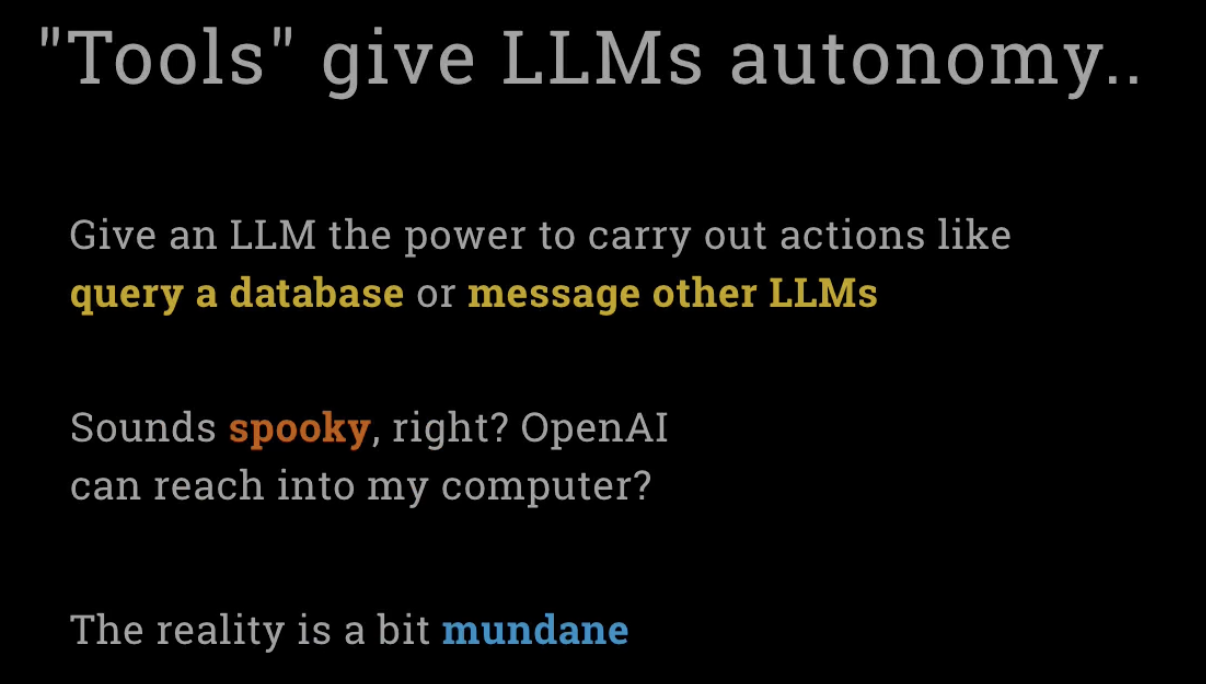 "Tools" give LLMs autonomy..
Give an LLM the power to carry out actions like
query a database or message other LLMs
Sounds spooky, right? OpenAI
can reach into my computer?
The reality is a bit mundane